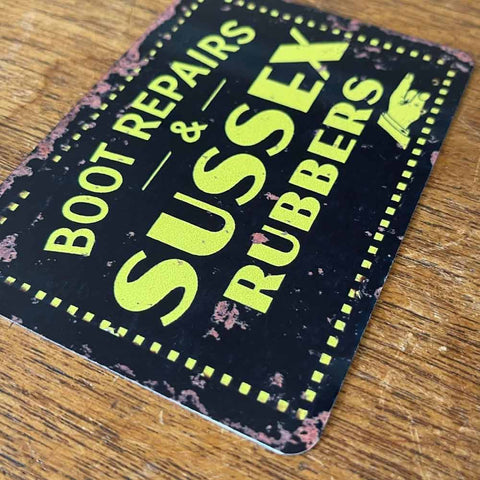 BOOT REPAIRS
&
SUSSEX
RUBBERS